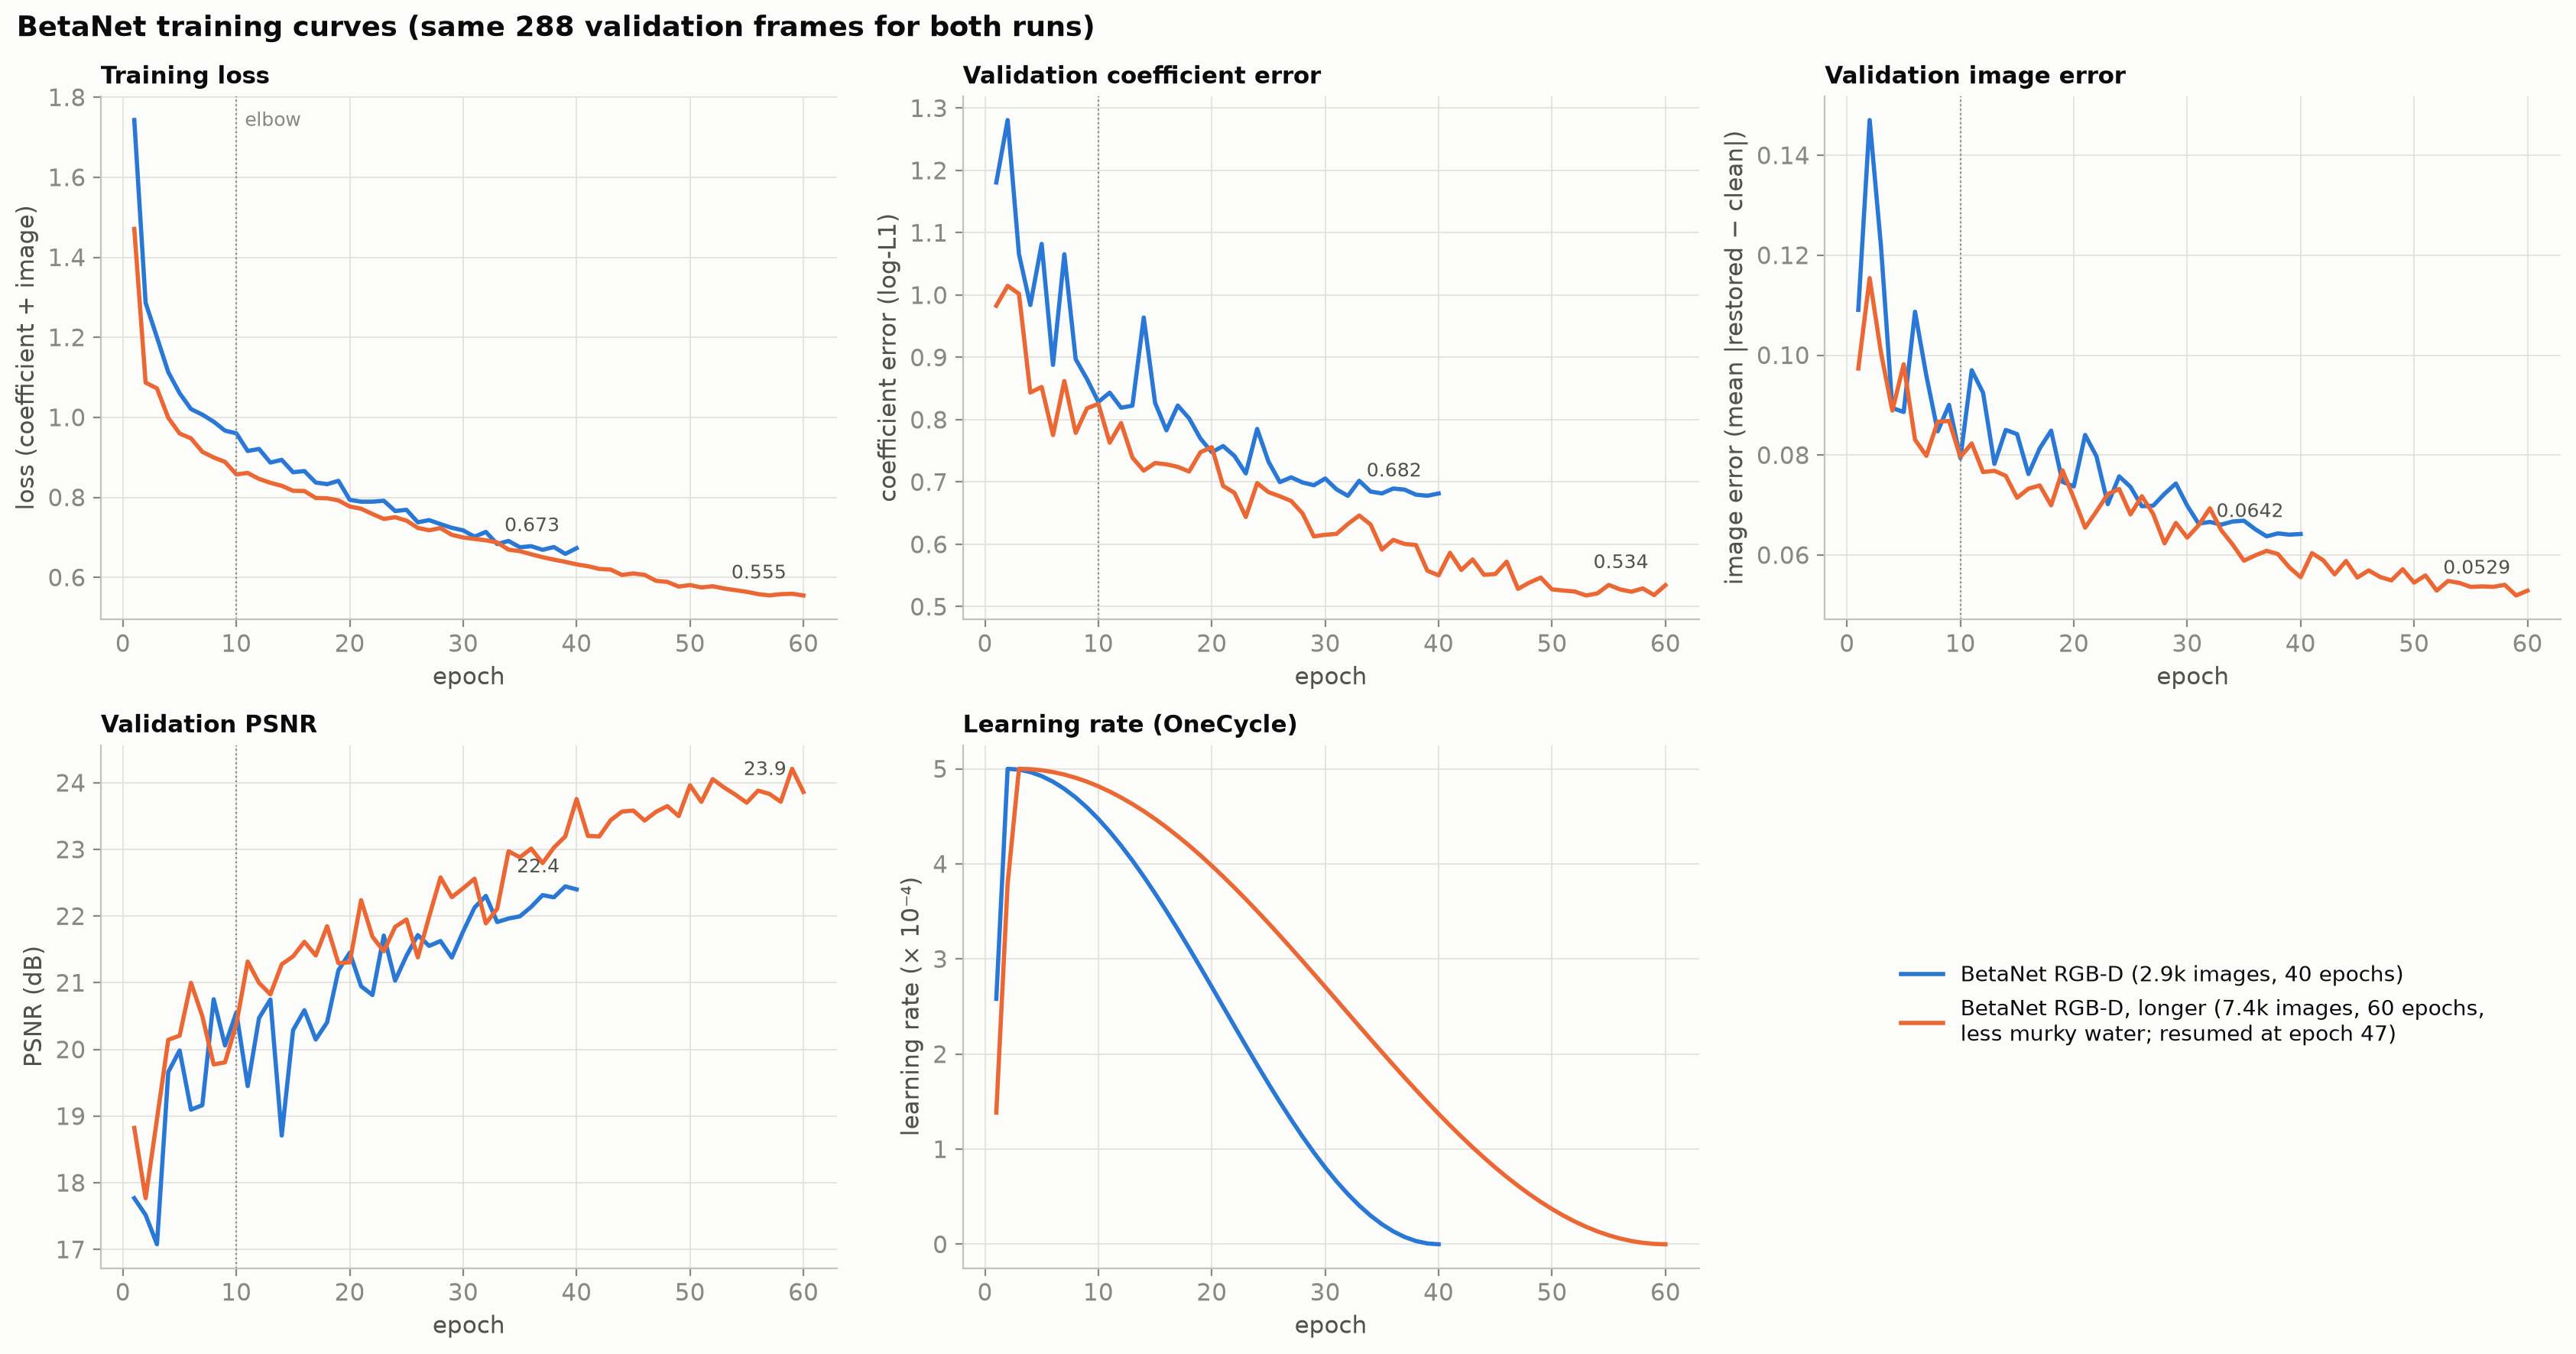 BetaNet training curves (same 288 validation frames for both runs)
Training loss
loss (coefficient + image)
1.8
1.6
1.4
1.2
1.0
0.8
0.6
elbow
0.673
0.555
0 10 20 30 40 50 60
epoch
Validation coefficient error
coefficient error (log-L1)
1.3
1.2
1.1
1.0
0.9
0.8
0.7
0.6
0.5
0.682
0.534
0 10 20 30 40 50 60
epoch
Validation image error
image error (mean |restored − clean|)
0.14
0.12
0.10
0.08
0.06
0.0642
0.0529
0 10 20 30 40 50 60
epoch
Validation PSNR
PSNR (dB)
24
23
22
21
20
19
18
17
23.9
22.4
0 10 20 30 40 50 60
epoch
Learning rate (OneCycle)
learning rate (× 10⁻⁴)
5
4
3
2
1
0
0 10 20 30 40 50 60
epoch
BetaNet RGB-D (2.9k images, 40 epochs)
BetaNet RGB-D, longer (7.4k images, 60 epochs,
less murky water; resumed at epoch 47)